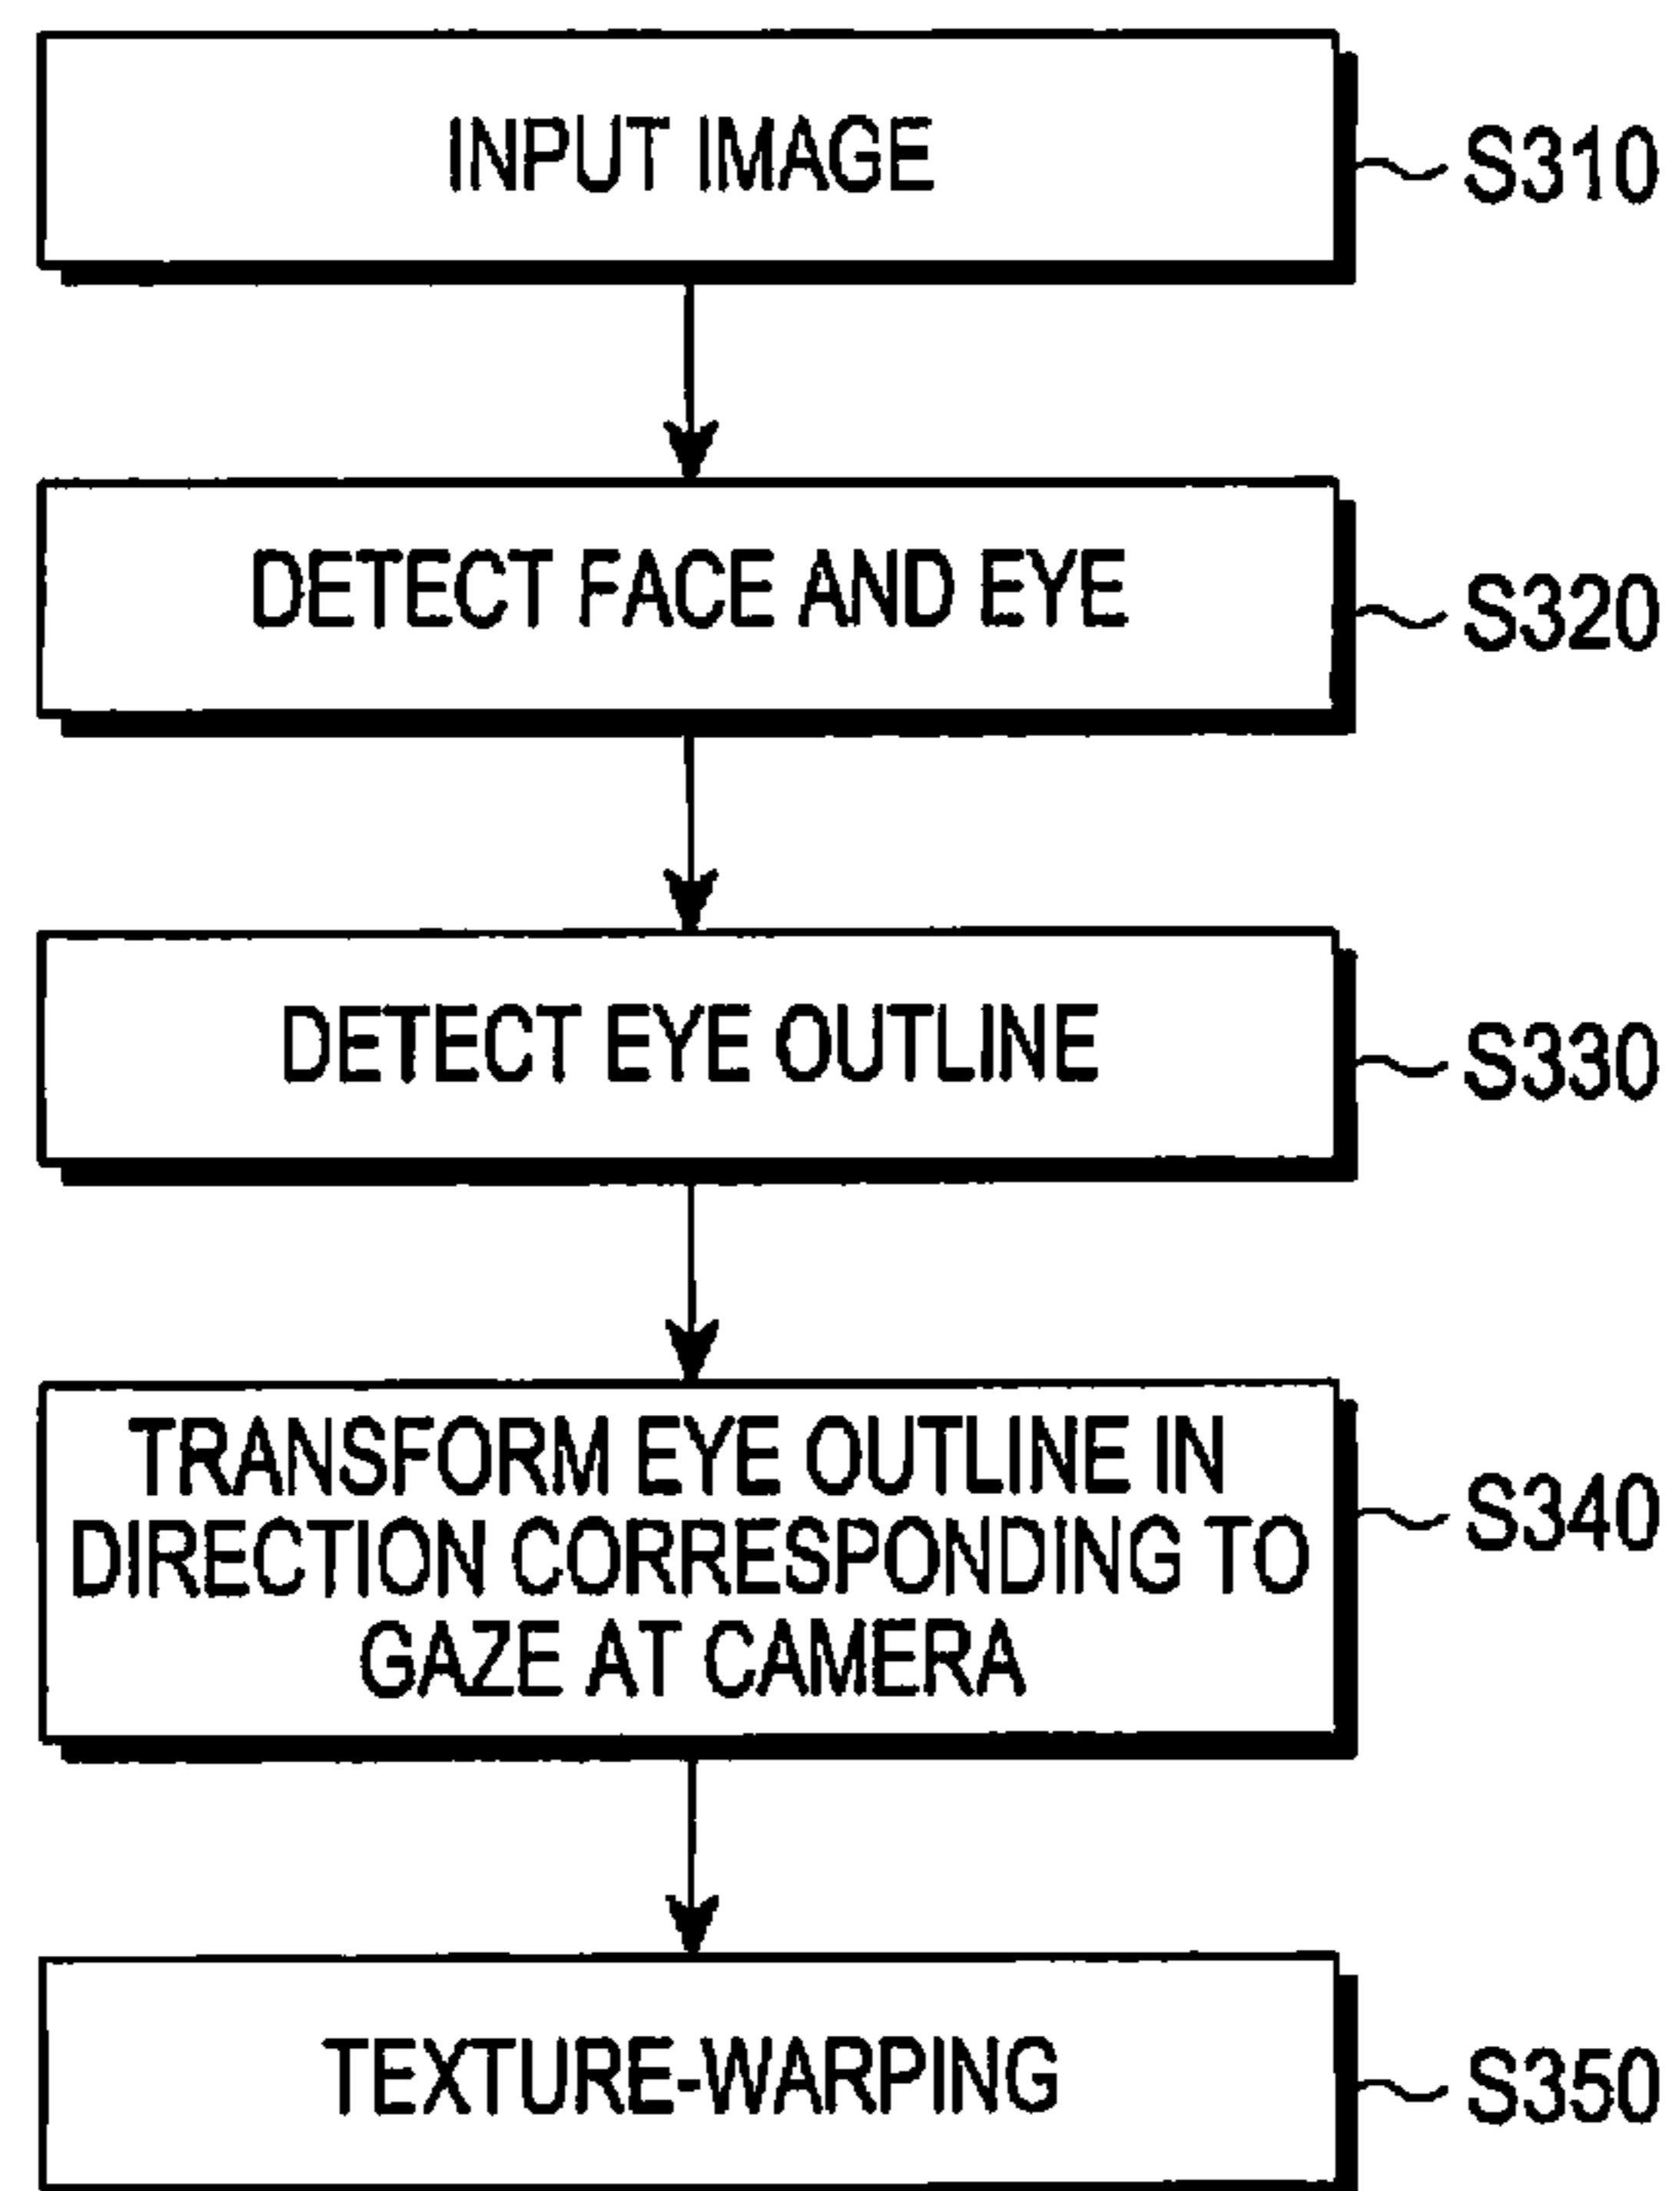 INPUT IMAGE
S310
DETECT FACE AND EYE
S320
DETECT EYE OUTLINE
S330
TRANSFORM EYE OUTLINE IN
DIRECTION CORRESPONDING TO
GAZE AT CAMERA
S340
TEXTURE-WARPING
S350